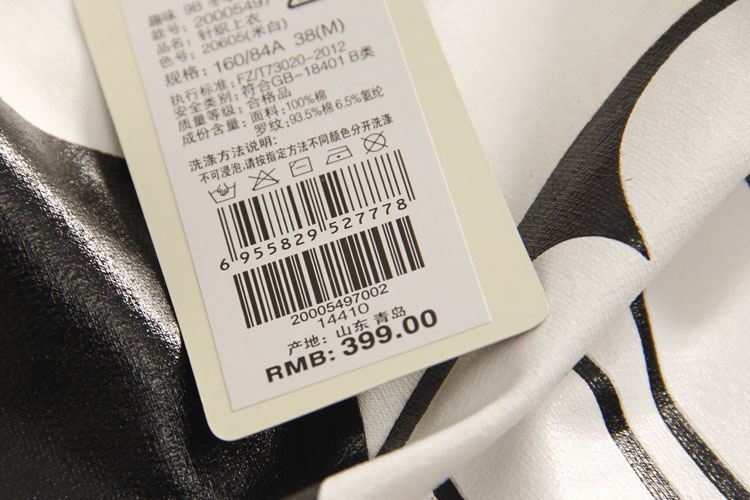 趣味 9B
款号: 20005497
品名: 针织上衣
色号: 20605(米白)
规格: 160/84A 38(M)
执行标准: FZ/T73020-2012
安全类别: 符合GB-18401 B类
质量等级: 合格品
成份含量: 面料: 100%棉
罗纹: 93.5%棉 6.5%氨纶
洗涤方法说明:
不可浸泡,请按指定方法不同颜色分开洗涤
6 955829 527778
20005497002
14410
产地: 山东 青岛
RMB: 399.00